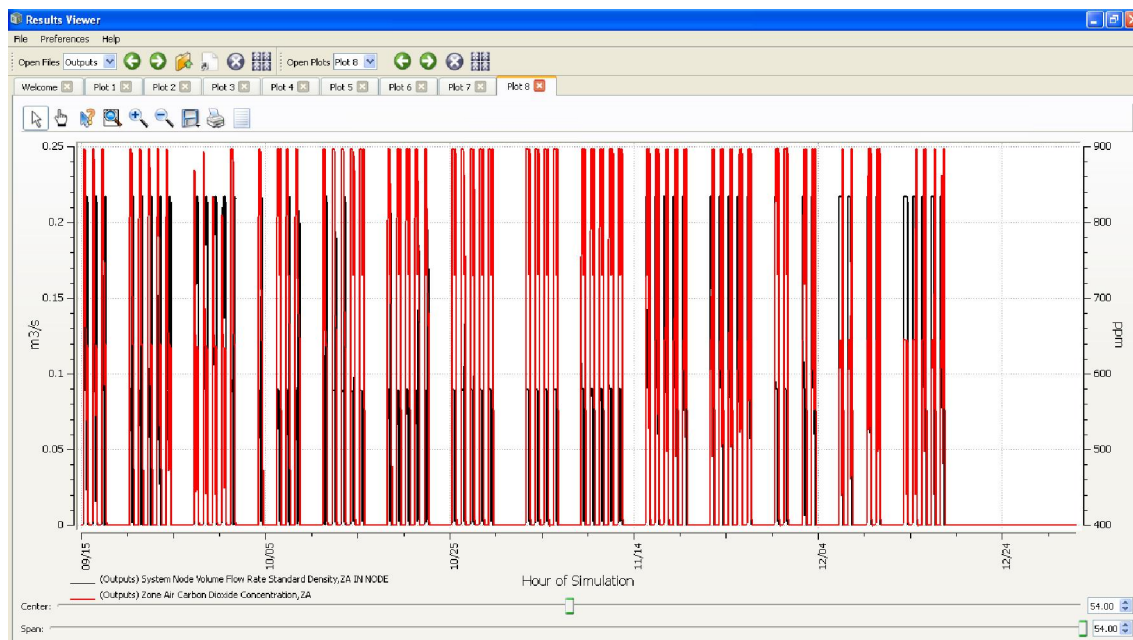 Results Viewer
File Preferences Help
Open Files Outputs Open Plots Plot 8
Welcome Plot 1 Plot 2 Plot 3 Plot 4 Plot 5 Plot 6 Plot 7 Plot 8
0.25
0.2
0.15
0.1
0.05
0
m3/s
900
800
700
600
500
400
ppm
09/15 10/05 10/25 11/14 12/04 12/24
Hour of Simulation
(Outputs) System Node Volume Flow Rate Standard Density,ZA IN NODE
(Outputs) Zone Air Carbon Dioxide Concentration,ZA
Center: 54.00
Span: 54.00